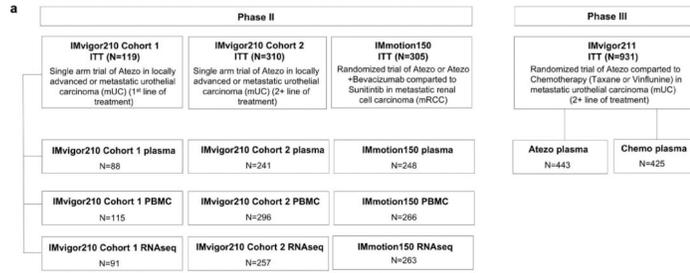 a
Phase II
Phase III
IMvigor210 Cohort 1
ITT (N=119)
Single arm trial of Atezo in locally
advanced or metastatic urothelial
carcinoma (mUC) (1st line of
treatment)
IMvigor210 Cohort 2
ITT (N=310)
Single arm trial of Atezo in locally
advanced or metastatic urothelial
carcinoma (mUC) (2+ line of
treatment)
IMmotion150
ITT (N=305)
Randomized trial of Atezo or Atezo
+Bevacizumab comparted to
Sunitinib in metastatic renal
cell carcinoma (mRCC)
IMvigor211
ITT (N=931)
Randomized trial of Atezo comparted to
Chemotherapy (Taxane or Vinflunine) in
metastatic urothelial carcinoma (mUC)
(2+ line of treatment)
IMvigor210 Cohort 1 plasma
N=88
IMvigor210 Cohort 2 plasma
N=241
IMmotion150 plasma
N=248
Atezo plasma
N=443
Chemo plasma
N=425
IMvigor210 Cohort 1 PBMC
N=115
IMvigor210 Cohort 2 PBMC
N=296
IMmotion150 PBMC
N=266
IMvigor210 Cohort 1 RNAseq
N=91
IMvigor210 Cohort 2 RNAseq
N=257
IMmotion150 RNAseq
N=263